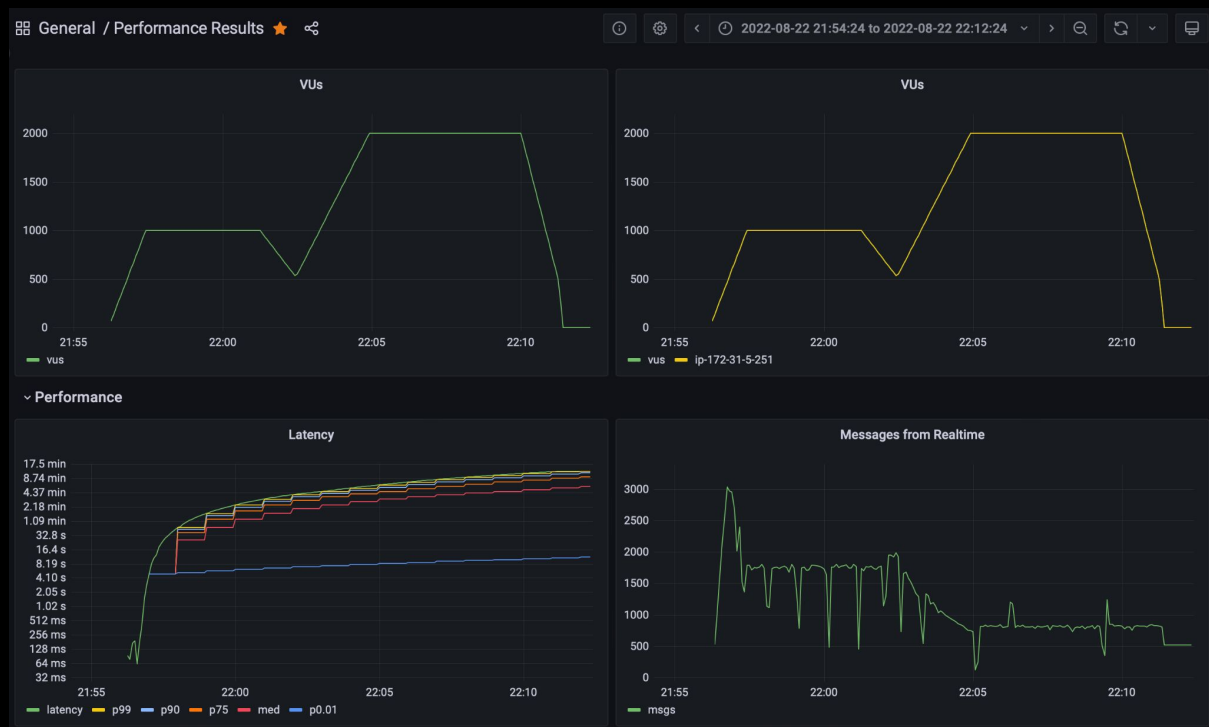 General / Performance Results
2022-08-22 21:54:24 to 2022-08-22 22:12:24
VUs
2000
1500
1000
500
0
21:55 22:00 22:05 22:10
vus
VUs
2000
1500
1000
500
0
21:55 22:00 22:05 22:10
vus ip-172-31-5-251
Performance
Latency
17.5 min
8.74 min
4.37 min
2.18 min
1.09 min
32.8 s
16.4 s
8.19 s
4.10 s
2.05 s
1.02 s
512 ms
256 ms
128 ms
64 ms
32 ms
21:55 22:00 22:05 22:10
latency p99 p90 p75 med p0.01
Messages from Realtime
3000
2500
2000
1500
1000
500
0
21:55 22:00 22:05 22:10
msgs